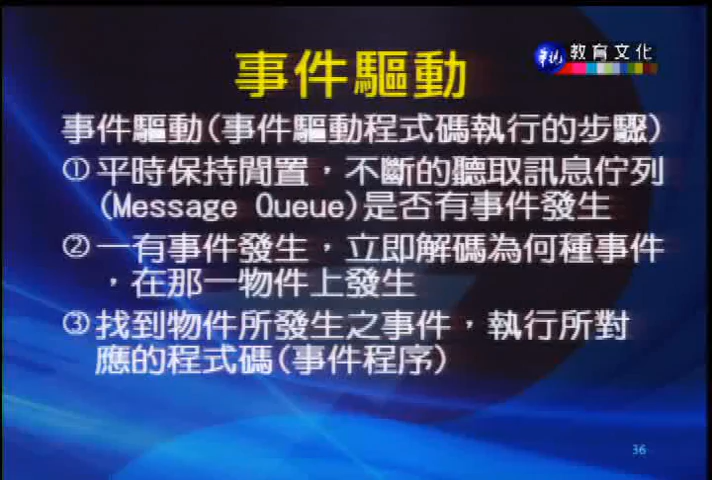 華視 教育文化
事件驅動
事件驅動(事件驅動程式碼執行的步驟)
①平時保持閒置，不斷的聽取訊息佇列
(Message Queue)是否有事件發生
②一有事件發生，立即解碼為何種事件
，在那一物件上發生
③找到物件所發生之事件，執行所對
應的程式碼(事件程序)
36